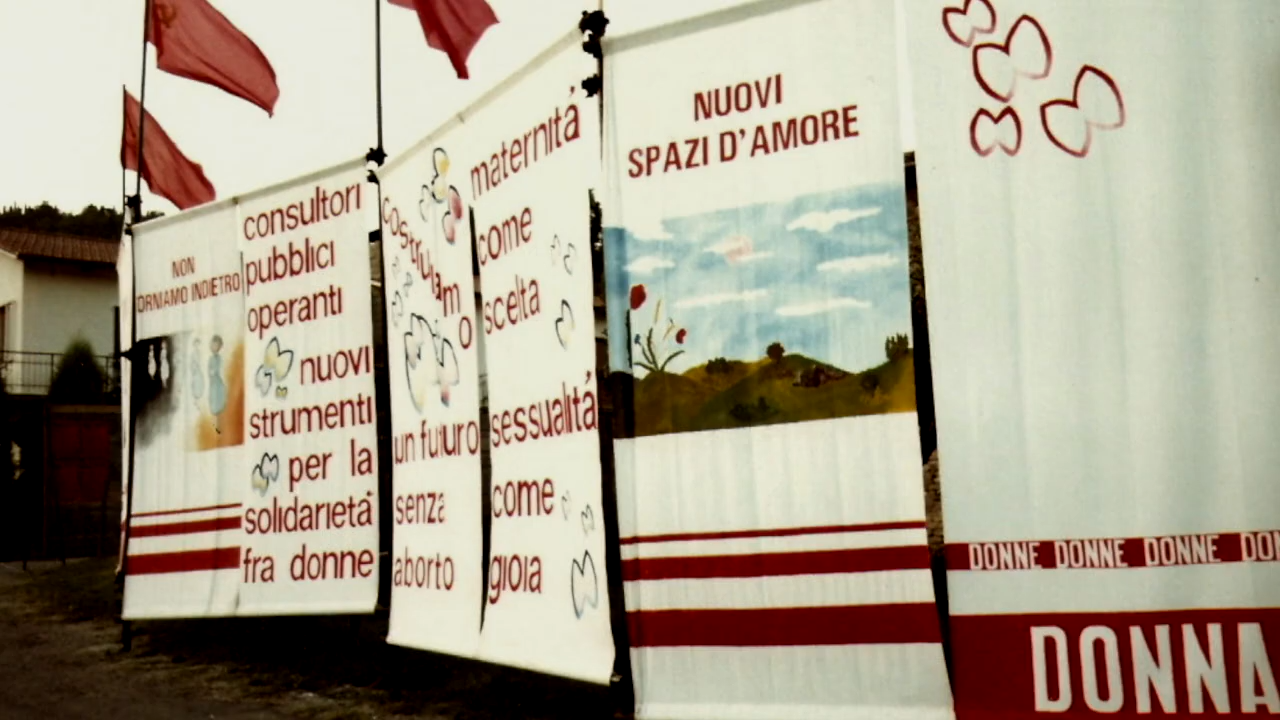 NON
TORNIAMO INDIETRO
consultori
pubblici
operanti
nuovi
strumenti
per la
solidarietà
fra donne
costruiamo
un futuro
senza
aborto
maternità
come
scelta
sessualità
come
gioia
NUOVI
SPAZI D'AMORE
DONNE DONNE DONNE DON
DONNA